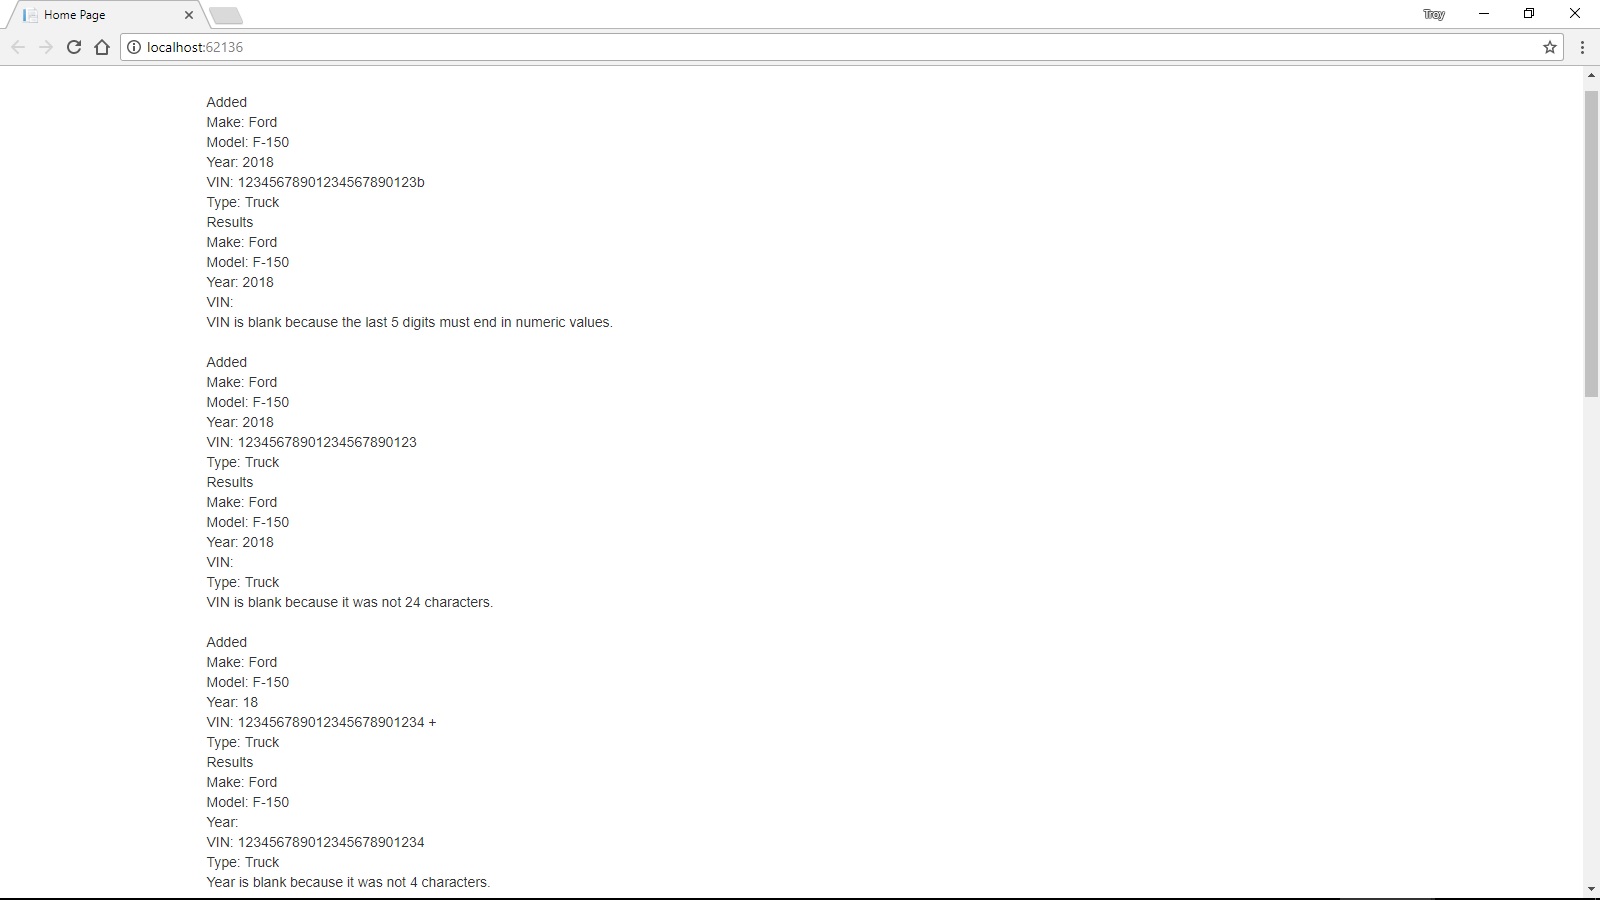 Home Page
Troy
localhost:62136
Added
Make: Ford
Model: F-150
Year: 2018
VIN: 12345678901234567890123b
Type: Truck
Results
Make: Ford
Model: F-150
Year: 2018
VIN:
VIN is blank because the last 5 digits must end in numeric values.
Added
Make: Ford
Model: F-150
Year: 2018
VIN: 12345678901234567890123
Type: Truck
Results
Make: Ford
Model: F-150
Year: 2018
VIN:
Type: Truck
VIN is blank because it was not 24 characters.
Added
Make: Ford
Model: F-150
Year: 18
VIN: 123456789012345678901234 +
Type: Truck
Results
Make: Ford
Model: F-150
Year:
VIN: 123456789012345678901234
Type: Truck
Year is blank because it was not 4 characters.